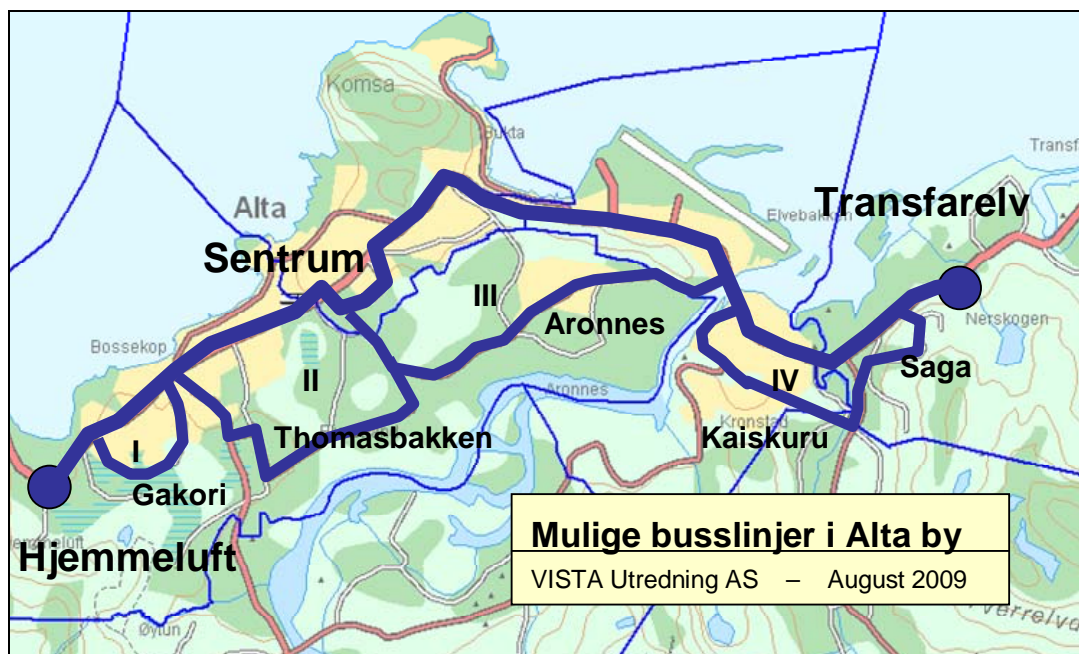 Komsa
Bukta
Transf
Alta
Elvebakken
Transfarelv
Sentrum
III
Nerskogen
Aronnes
Bossekop
II
Aronnes
IV
Saga
Kronstad
I
Thomasbakken
Kaiskuru
Gakori
Hjemmeluft
Mulige busslinjer i Alta by
VISTA Utredning AS – August 2009
Øytun